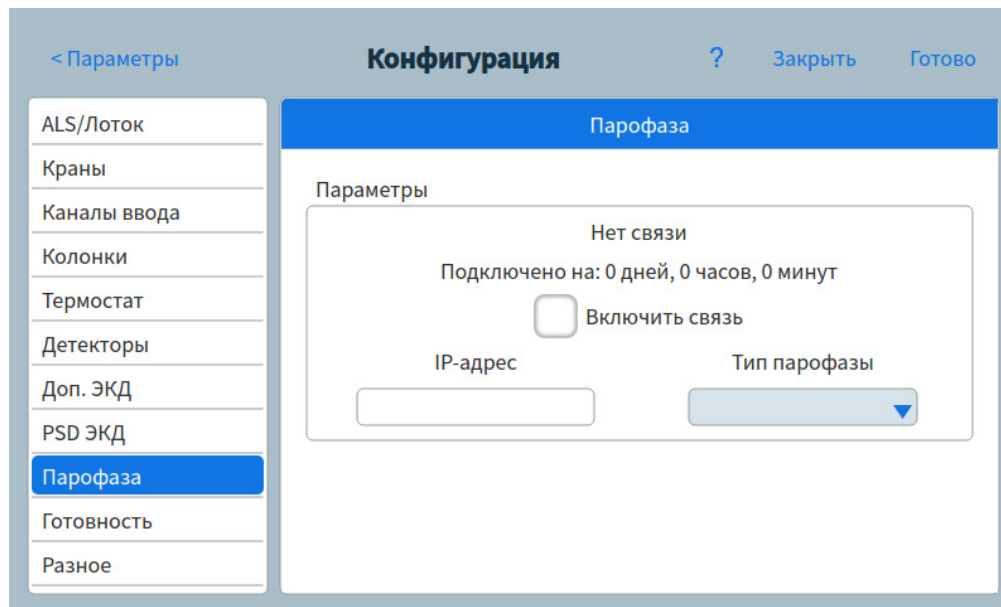 < Параметры
Конфигурация
?
Закрыть
Готово
ALS/Лоток
Краны
Каналы ввода
Колонки
Термостат
Детекторы
Доп. ЭКД
PSD ЭКД
Парофаза
Готовность
Разное
Парофаза
Параметры
Нет связи
Подключено на: 0 дней, 0 часов, 0 минут
Включить связь
IP-адрес
Тип парофазы